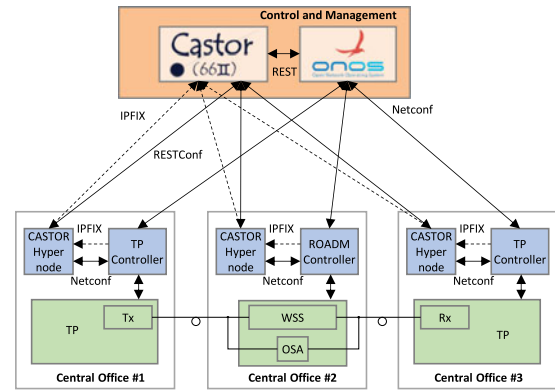 Control and Management
Castor
(66II)
REST
onos
Open Network Operating System
IPFIX
Netconf
RESTConf
CASTOR
Hyper
node
IPFIX
TP
Controller
Netconf
TP
Tx
Central Office #1
CASTOR
Hyper
node
IPFIX
ROADM
Controller
Netconf
WSS
OSA
Central Office #2
CASTOR
Hyper
node
IPFIX
TP
Controller
Netconf
Rx
TP
Central Office #3